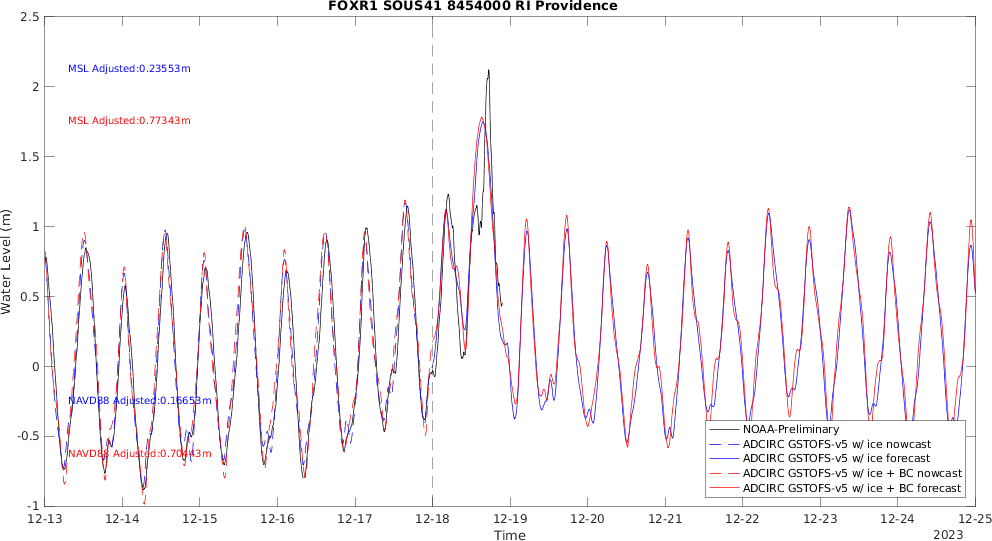 FOXR1 SOUS41 8454000 RI Providence
2.5
2
1.5
1
0.5
0
-0.5
-1
Water Level (m)
MSL Adjusted:0.23553m
MSL Adjusted:0.77343m
NAVD88 Adjusted:0.16653m
NAVD88 Adjusted:0.70443m
NOAA-Preliminary
ADCIRC GSTOFS-v5 w/ ice nowcast
ADCIRC GSTOFS-v5 w/ ice forecast
ADCIRC GSTOFS-v5 w/ ice + BC nowcast
ADCIRC GSTOFS-v5 w/ ice + BC forecast
12-13 12-14 12-15 12-16 12-17 12-18 12-19 12-20 12-21 12-22 12-23 12-24 12-25
Time
2023